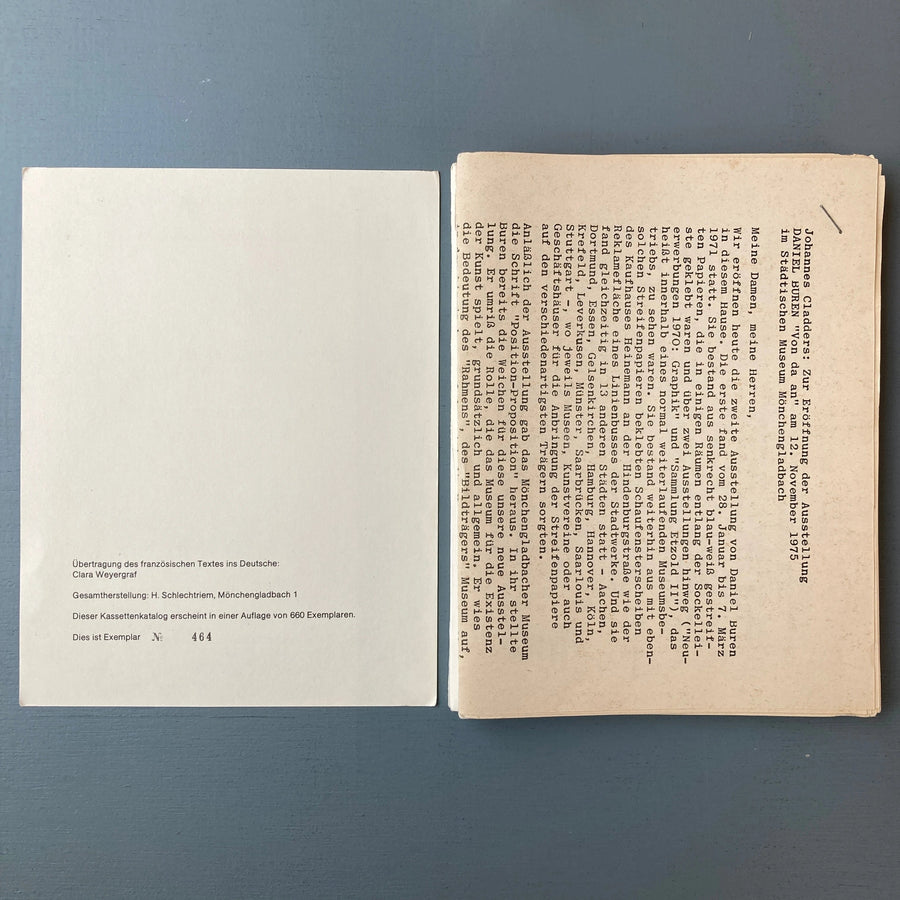 Übertragung des französischen Textes ins Deutsche:
Clara Weyergraf
Gesamtherstellung: H. Schlechtriem, Mönchengladbach 1
Dieser Kassettenkatalog erscheint in einer Auflage von 660 Exemplaren.
Dies ist Exemplar № 464
Johannes Cladders: Zur Eröffnung der Ausstellung
DANIEL BUREN "Von da an" am 12. November 1975
im Städtischen Museum Mönchengladbach
Meine Damen, meine Herren,
Wir eröffnen heute die zweite Ausstellung von Daniel Buren
in diesem Hause. Die erste fand vom 28. Januar bis 7. März
1971 statt. Sie bestand aus senkrecht blau-weiß gestreif-
ten Papieren, die in einigen Räumen entlang der Sockellei-
ste geklebt waren und über zwei Ausstellungen hinweg ("Neu-
erwerbungen 1970: Graphik" und "Sammlung Etzold II"), das
heißt innerhalb eines normal weiterlaufenden Museumsbe-
triebs, zu sehen waren. Sie bestand weiterhin aus mit eben-
solchen Streifenpapieren beklebten Schaufensterscheiben
des Kaufhauses Heinemann an der Hindenburgstraße wie der
Reklamefläche eines Linienbusses der Stadtwerke. Und sie
fand gleichzeitig in 13 anderen Städten statt - Aachen,
Dortmund, Essen, Gelsenkirchen, Hamburg, Hannover, Köln,
Krefeld, Leverkusen, Münster, Saarbrücken, Saarlouis und
Stuttgart -, wo jeweils Museen, Kunstvereine oder auch
Geschäftshäuser für die Anbringung der Streifenpapiere
auf den verschiedenartigsten Trägern sorgten.
Anläßlich der Ausstellung gab das Mönchengladbacher Museum
die Schrift "Position-Proposition" heraus. In ihr stellte
Buren bereits die Weichen für diese unsere neue Ausstel-
lung. Er umriß die Rolle, die das Museum für die Existenz
der Kunst spielt, grundsätzlich und allgemein. Er wies
die Bedeutung des "Rahmens", des "Bildträgers" Museum auf,